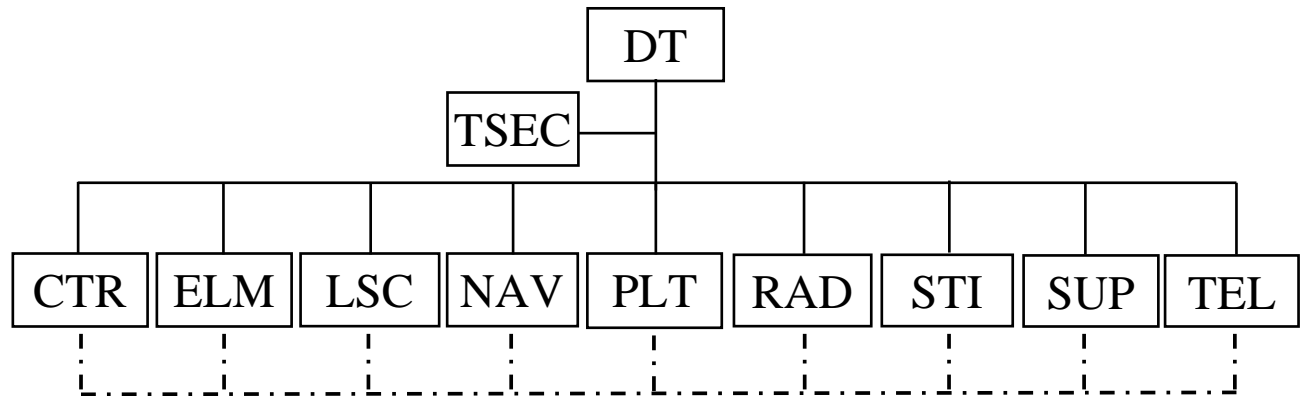 DT
TSEC
CTR ELM LSC NAV PLT RAD STI SUP TEL